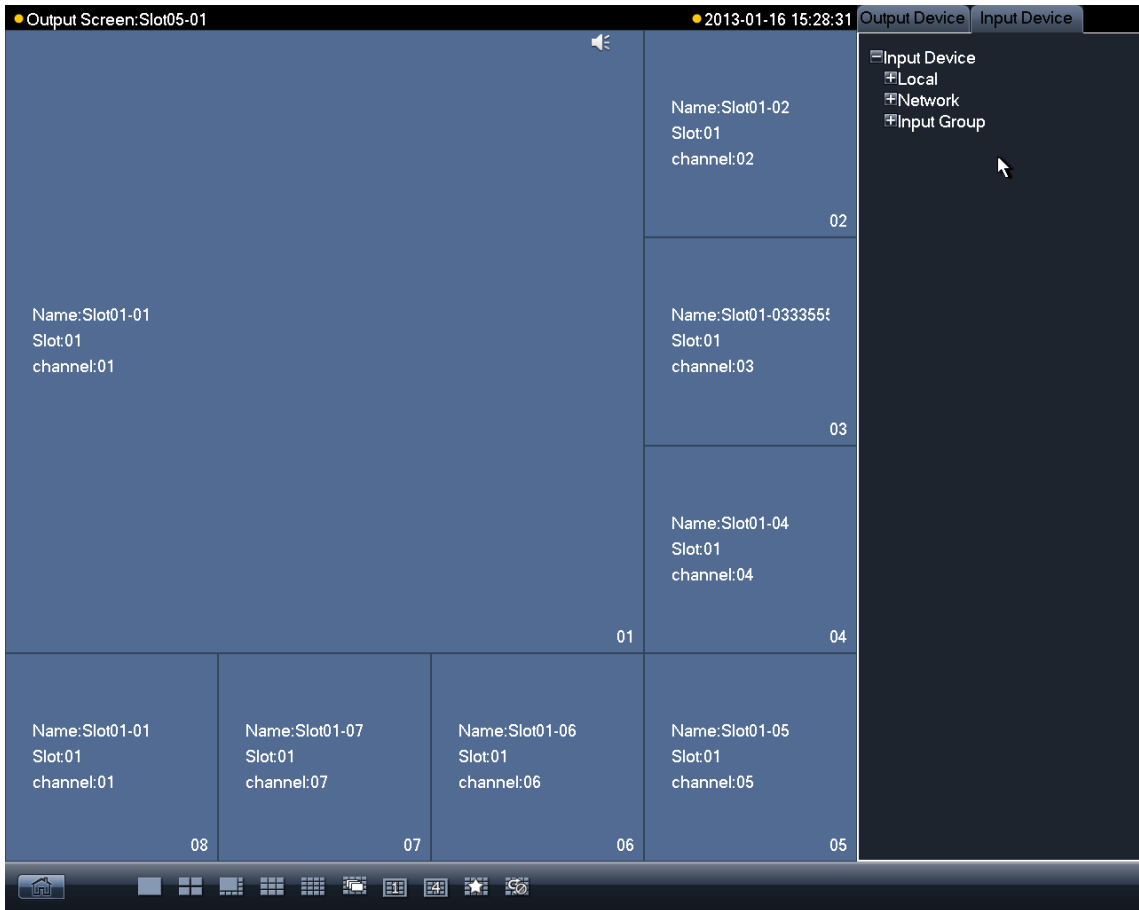 Output Screen:Slot05-01
2013-01-16 15:28:31
Output Device
Input Device
Input Device
Local
Network
Input Group
Name:Slot01-01
Slot:01
channel:01
01
Name:Slot01-02
Slot:01
channel:02
02
Name:Slot01-033355
Slot:01
channel:03
03
Name:Slot01-04
Slot:01
channel:04
04
Name:Slot01-01
Slot:01
channel:01
08
Name:Slot01-07
Slot:01
channel:07
07
Name:Slot01-06
Slot:01
channel:06
06
Name:Slot01-05
Slot:01
channel:05
05
1
4